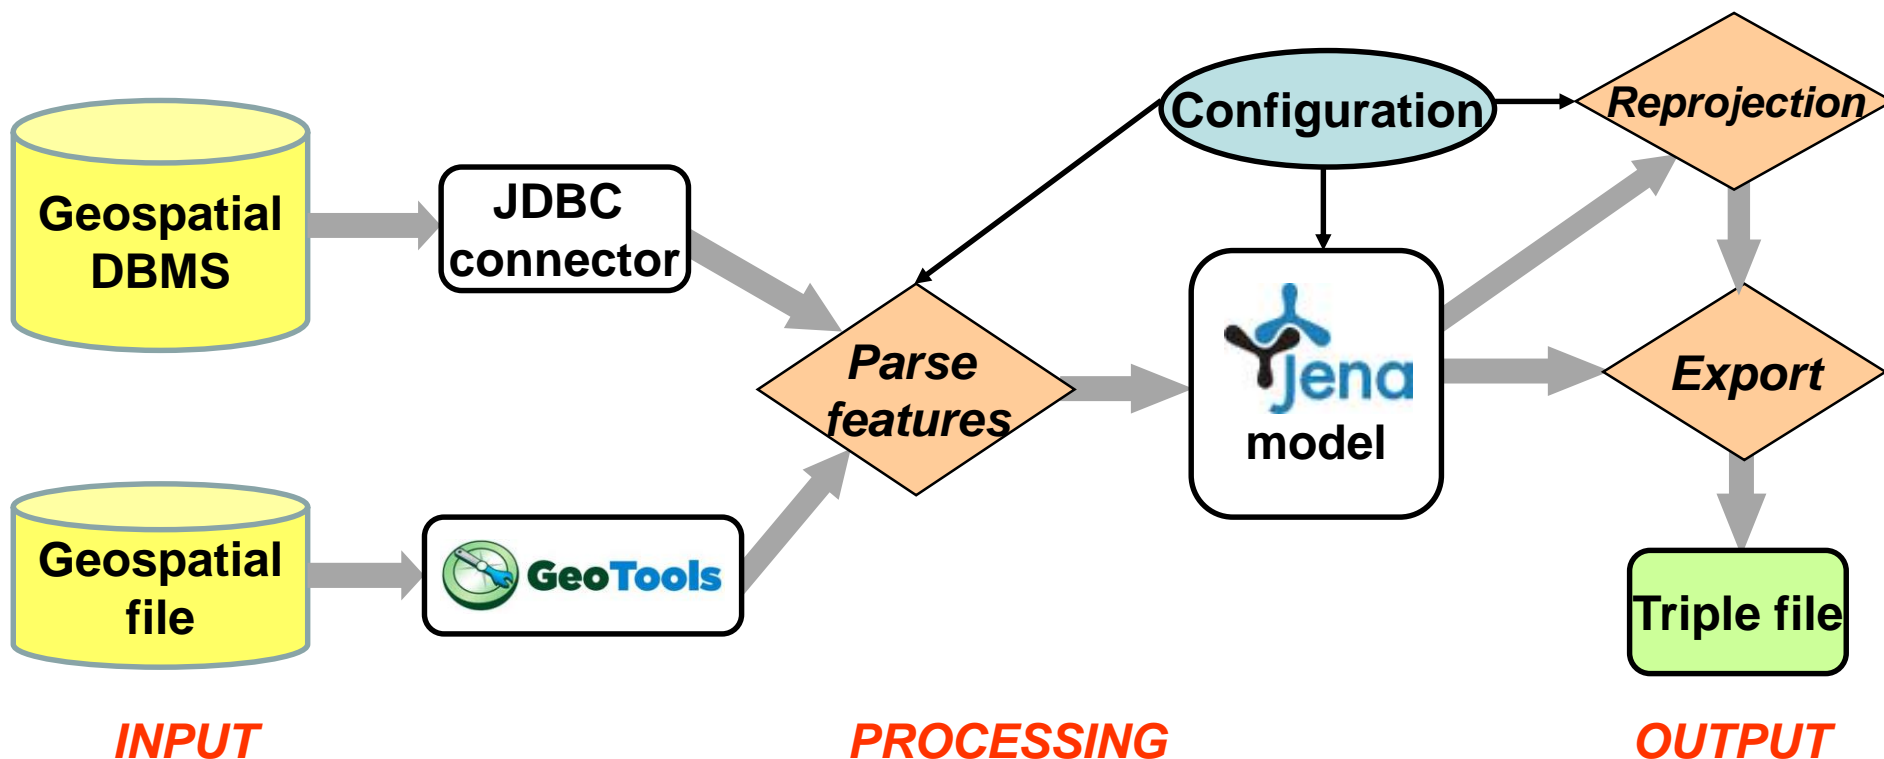 Geospatial
DBMS
JDBC
connector
Configuration
Reprojection
Parse
features
Jena
model
Export
Geospatial
file
GeoTools
Triple file
INPUT
PROCESSING
OUTPUT